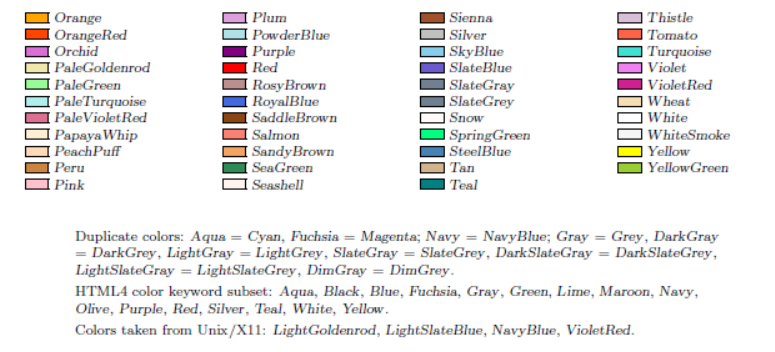 Orange
OrangeRed
Orchid
PaleGoldenrod
PaleGreen
PaleTurquoise
PaleVioletRed
PapayaWhip
PeachPuff
Peru
Pink
Plum
PowderBlue
Purple
Red
RosyBrown
RoyalBlue
SaddleBrown
Salmon
SandyBrown
SeaGreen
Seashell
Sienna
Silver
SkyBlue
SlateBlue
SlateGray
SlateGrey
Snow
SpringGreen
SteelBlue
Tan
Teal
Thistle
Tomato
Turquoise
Violet
VioletRed
Wheat
White
WhiteSmoke
Yellow
YellowGreen
Duplicate colors: Aqua = Cyan, Fuchsia = Magenta; Navy = NavyBlue; Gray = Grey, DarkGray
= DarkGrey, LightGray = LightGrey, SlateGray = SlateGrey, DarkSlateGray = DarkSlateGrey,
LightSlateGray = LightSlateGrey, DimGray = DimGrey.
HTML4 color keyword subset: Aqua, Black, Blue, Fuchsia, Gray, Green, Lime, Maroon, Navy,
Olive, Purple, Red, Silver, Teal, White, Yellow.
Colors taken from Unix/X11: LightGoldenrod, LightSlateBlue, NavyBlue, VioletRed.